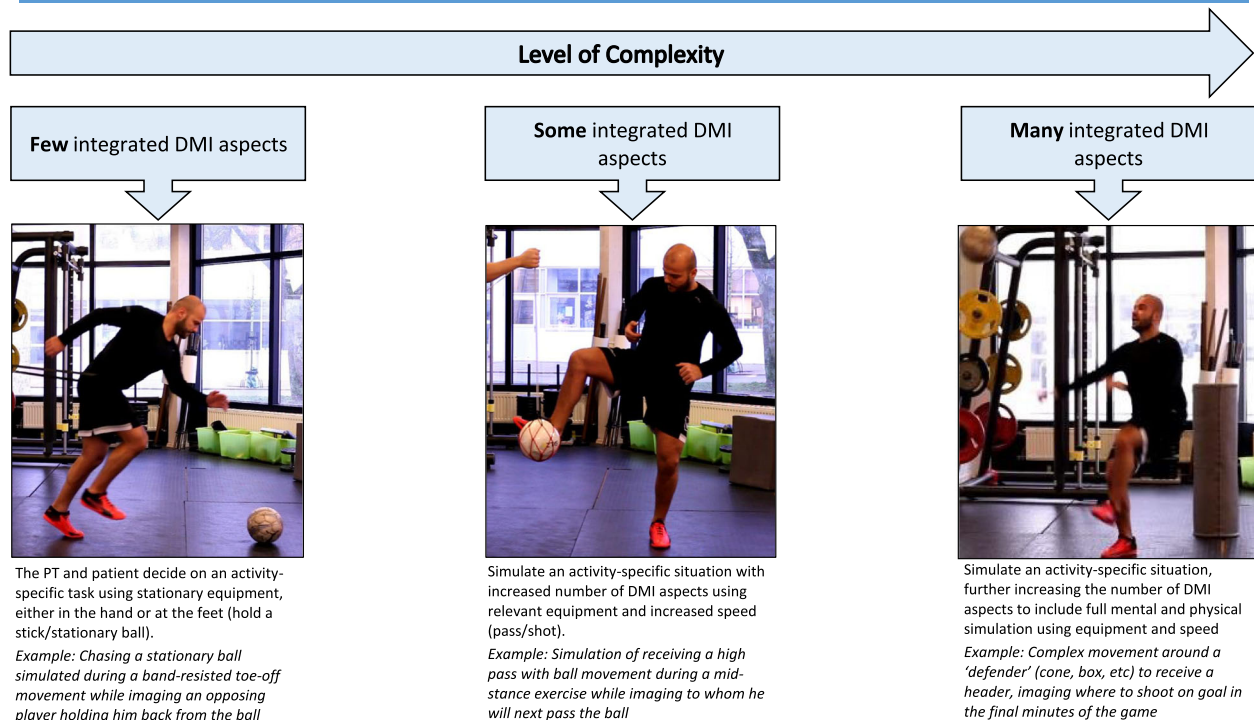 Level of Complexity
Few integrated DMI aspects
Some integrated DMI
aspects
Many integrated DMI
aspects
The PT and patient decide on an activity-
specific task using stationary equipment,
either in the hand or at the feet (hold a
stick/stationary ball).
Example: Chasing a stationary ball
simulated during a band-resisted toe-off
movement while imaging an opposing
player holding him back from the ball
Simulate an activity-specific situation with
increased number of DMI aspects using
relevant equipment and increased speed
(pass/shot).
Example: Simulation of receiving a high
pass with ball movement during a mid-
stance exercise while imaging to whom he
will next pass the ball
Simulate an activity-specific situation,
further increasing the number of DMI
aspects to include full mental and physical
simulation using equipment and speed
Example: Complex movement around a
‘defender’ (cone, box, etc) to receive a
header, imaging where to shoot on goal in
the final minutes of the game